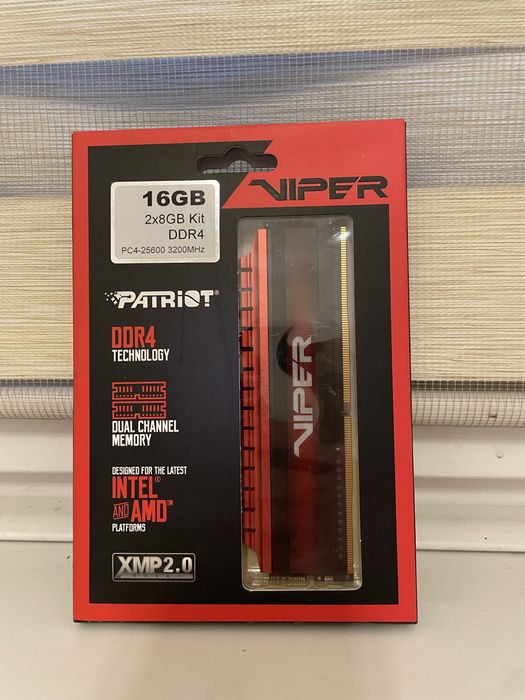 VIPER
16GB
2x8GB Kit
DDR4
PC4-25600 3200MHz
PATRIOT®
DDR4
TECHNOLOGY
DUAL CHANNEL
MEMORY
DESIGNED FOR THE LATEST
INTEL®
AND AMD™
PLATFORMS
XMP2.0
VIPER